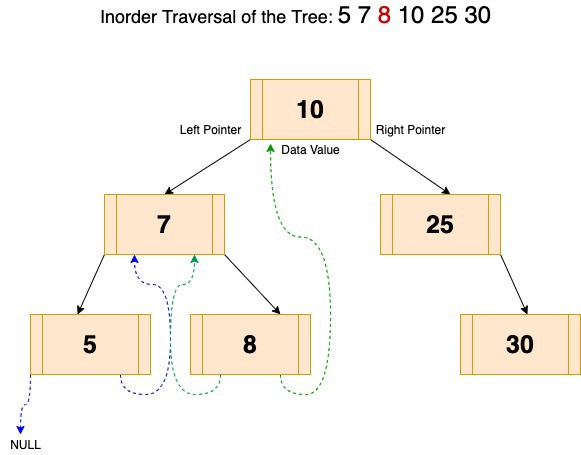 Inorder Traversal of the Tree: 5 7 8 10 25 30
10
Left Pointer
Right Pointer
Data Value
7
25
5
8
30
NULL